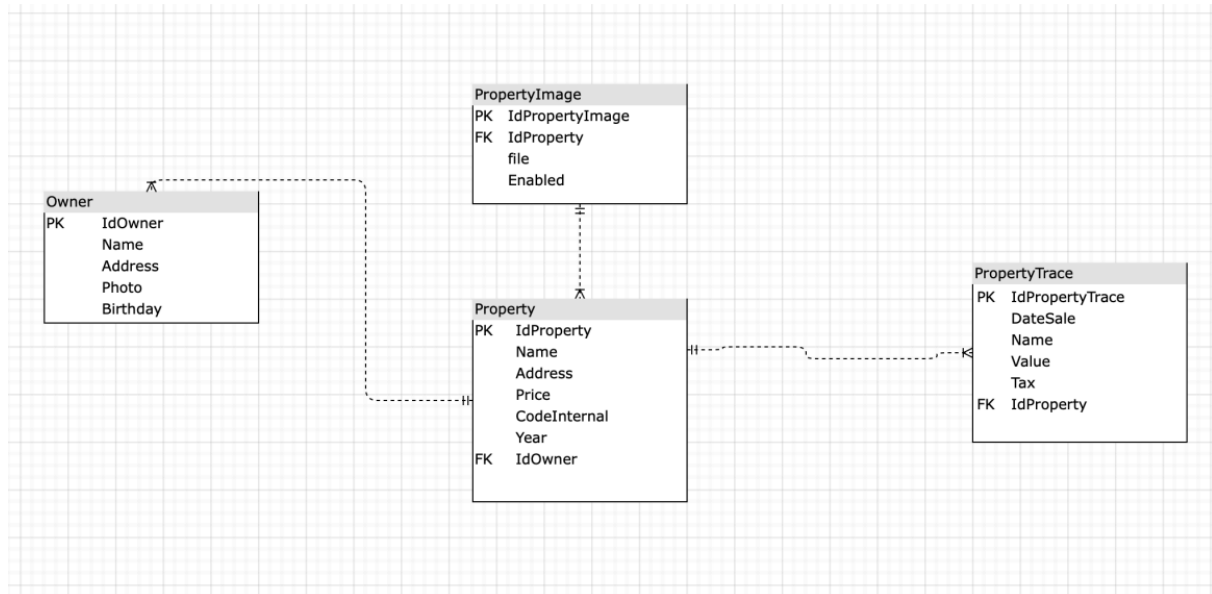 PropertyImage
PK IdPropertyImage
FK IdProperty
file
Enabled
Owner
PK IdOwner
Name
Address
Photo
Birthday
Property
PK IdProperty
Name
Address
Price
CodeInternal
Year
FK IdOwner
PropertyTrace
PK IdPropertyTrace
DateSale
Name
Value
Tax
FK IdProperty